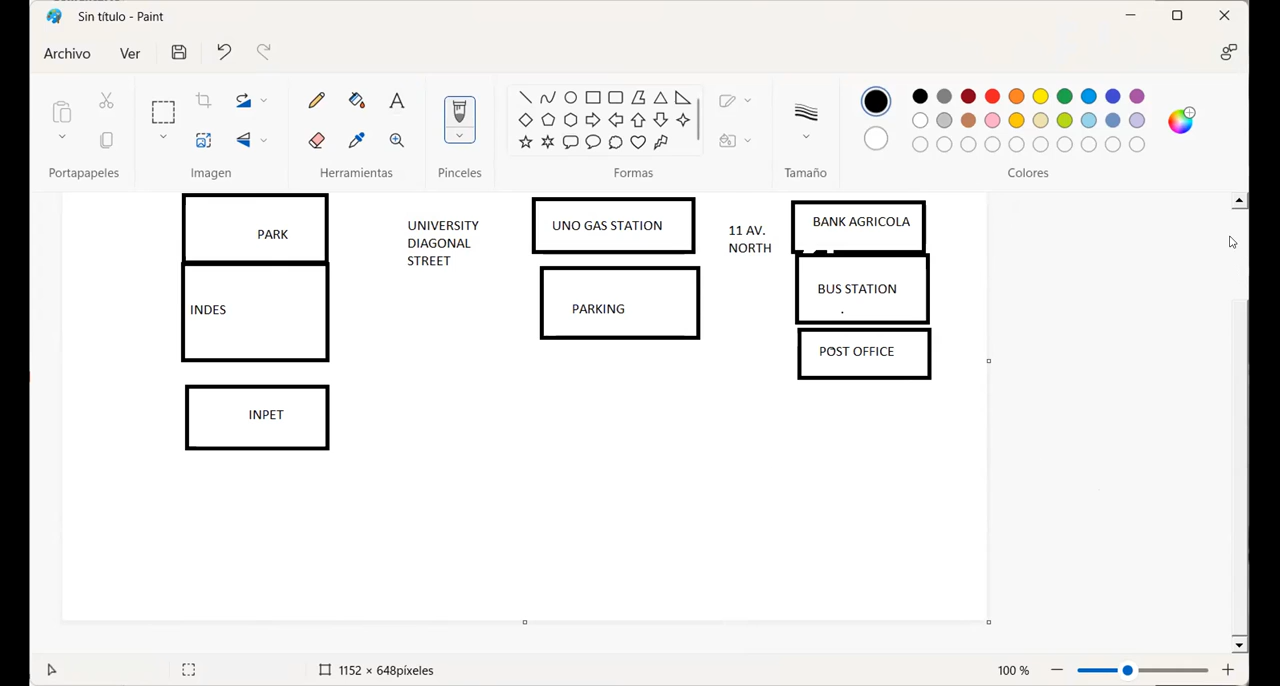 Sin título - Paint
Archivo
Ver
Portapapeles
Imagen
Herramientas
Pinceles
Formas
Tamaño
Colores
PARK
UNIVERSITY
DIAGONAL
STREET
UNO GAS STATION
11 AV.
NORTH
BANK AGRICOLA
INDES
PARKING
BUS STATION
.
POST OFFICE
INPET
1152 × 648píxeles
100 %